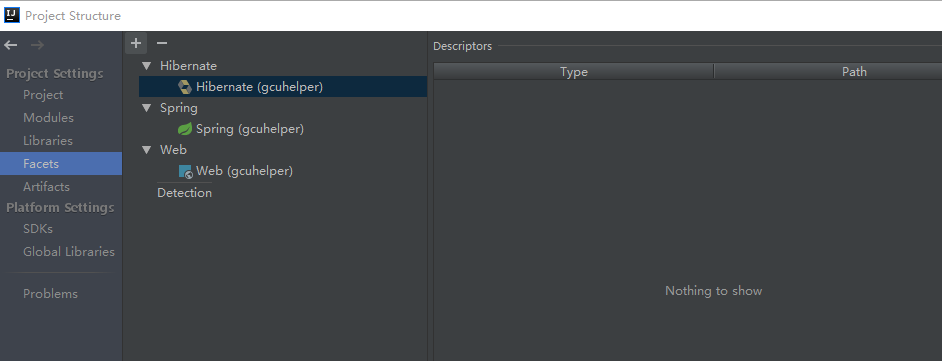 IJ Project Structure
Project Settings
Project
Modules
Libraries
Facets
Artifacts
Platform Settings
SDKs
Global Libraries
Problems
Hibernate
Hibernate (gcuhelper)
Spring
Spring (gcuhelper)
Web
Web (gcuhelper)
Detection
Descriptors
Type Path
Nothing to show